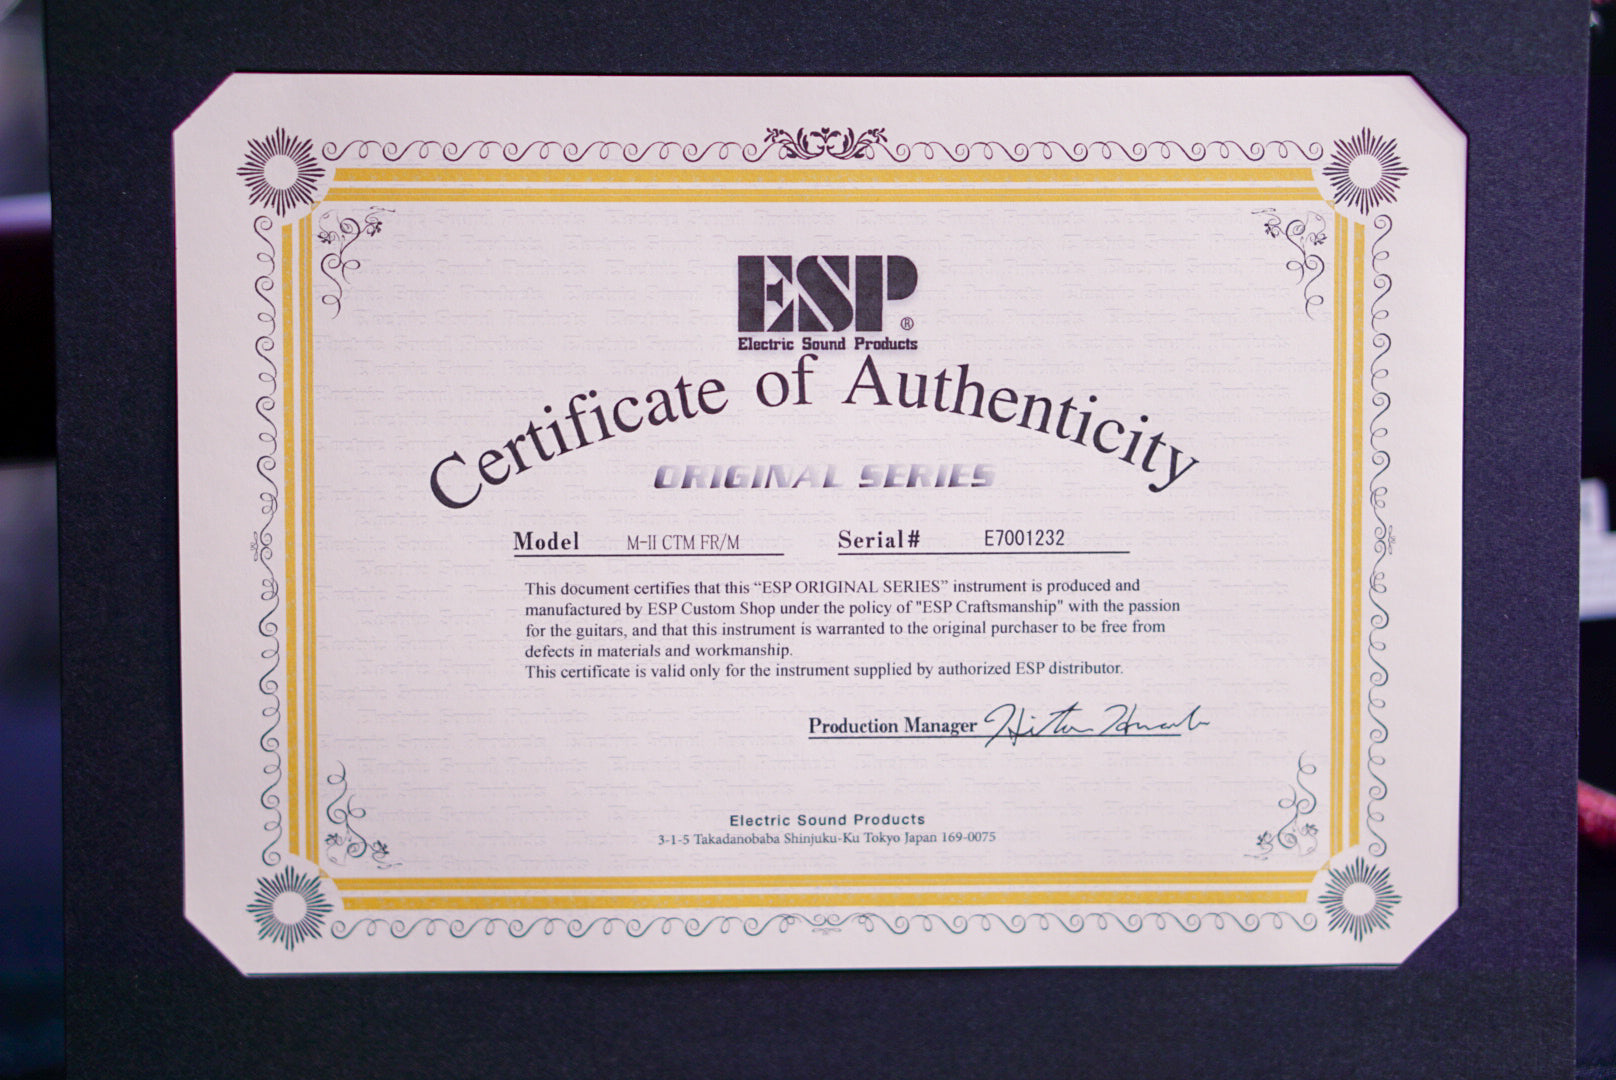 ESP®
Electric Sound Products
Certificate of Authenticity
ORIGINAL SERIES
Model M-II CTM FR/M Serial# E7001232
This document certifies that this “ESP ORIGINAL SERIES” instrument is produced and
manufactured by ESP Custom Shop under the policy of "ESP Craftsmanship" with the passion
for the guitars, and that this instrument is warranted to the original purchaser to be free from
defects in materials and workmanship.
This certificate is valid only for the instrument supplied by authorized ESP distributor.
Production Manager
Electric Sound Products
3-1-5 Takadanobaba Shinjuku-Ku Tokyo Japan 169-0075